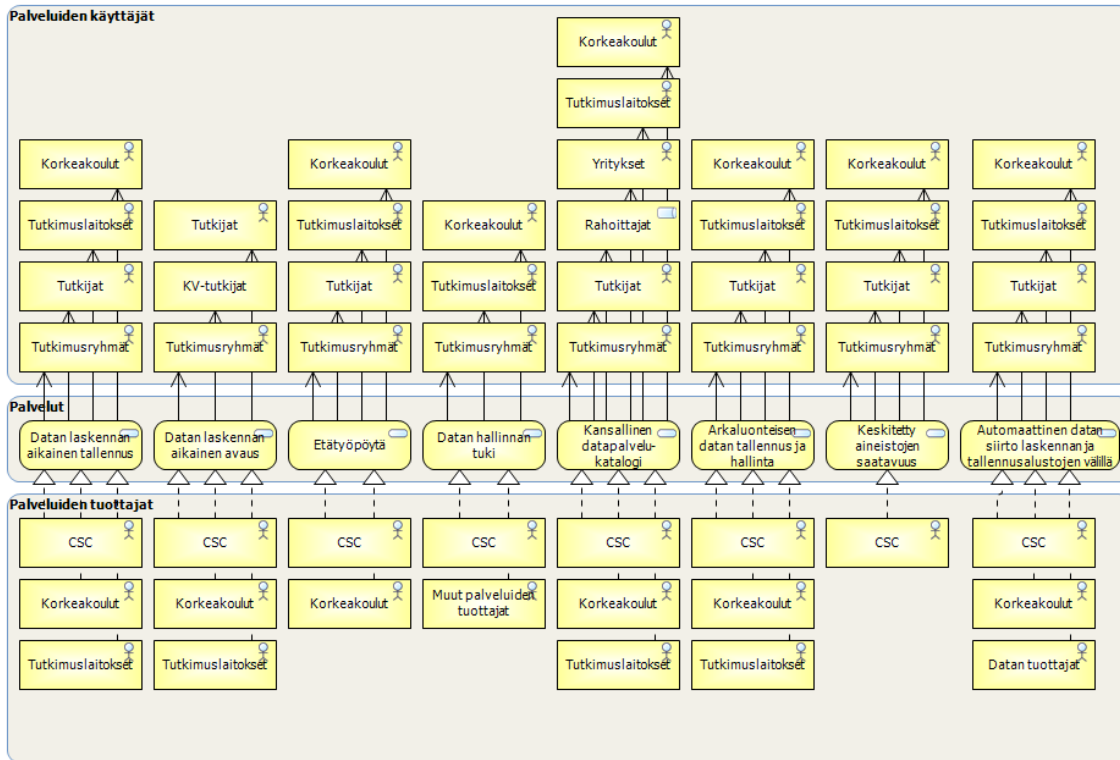 Palveluiden käyttäjät
Korkeakoulut
Tutkimuslaitokset
Korkeakoulut
Korkeakoulut
Yritykset
Korkeakoulut
Korkeakoulut
Korkeakoulut
Tutkimuslaitokset
Tutkijat
Tutkimuslaitokset
Korkeakoulut
Rahoittajat
Tutkimuslaitokset
Tutkimuslaitokset
Tutkimuslaitokset
Tutkijat
KV-tutkijat
Tutkijat
Tutkimuslaitokset
Tutkijat
Tutkijat
Tutkijat
Tutkijat
Tutkimusryhmät
Tutkimusryhmät
Tutkimusryhmät
Tutkimusryhmät
Tutkimusryhmät
Tutkimusryhmät
Tutkimusryhmät
Tutkimusryhmät
Palvelut
Datan laskennan
aikainen tallennus
Datan laskennan
aikainen avaus
Etätyöpöytä
Datan hallinnan
tuki
Kansallinen
datapalvelu-
katalogi
Arkaluonteisen
datan tallennus ja
hallinta
Keskitetty
aineistojen
saatavuus
Automaattinen datan
siirto laskennan ja
tallennusalustojen välillä
Palveluiden tuottajat
CSC
CSC
CSC
CSC
CSC
CSC
CSC
CSC
Korkeakoulut
Korkeakoulut
Korkeakoulut
Muut palveluiden
tuottajat
Korkeakoulut
Korkeakoulut
Korkeakoulut
Tutkimuslaitokset
Tutkimuslaitokset
Tutkimuslaitokset
Tutkimuslaitokset
Datan tuottajat